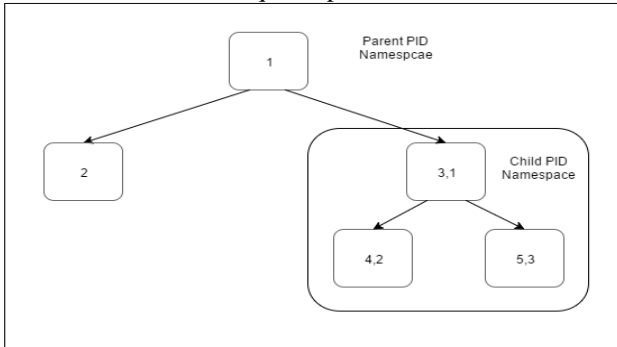 Parent PID
Namespcae
1
2
3,1
Child PID
Namespace
4,2
5,3